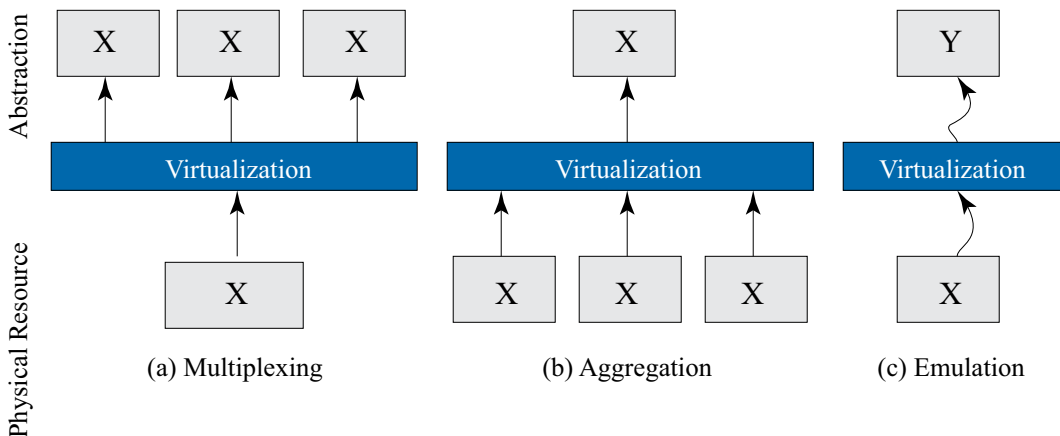 Abstraction
Physical Resource
X
X
X
Virtualization
X
(a) Multiplexing
X
Virtualization
X
X
X
(b) Aggregation
Y
Virtualization
X
(c) Emulation